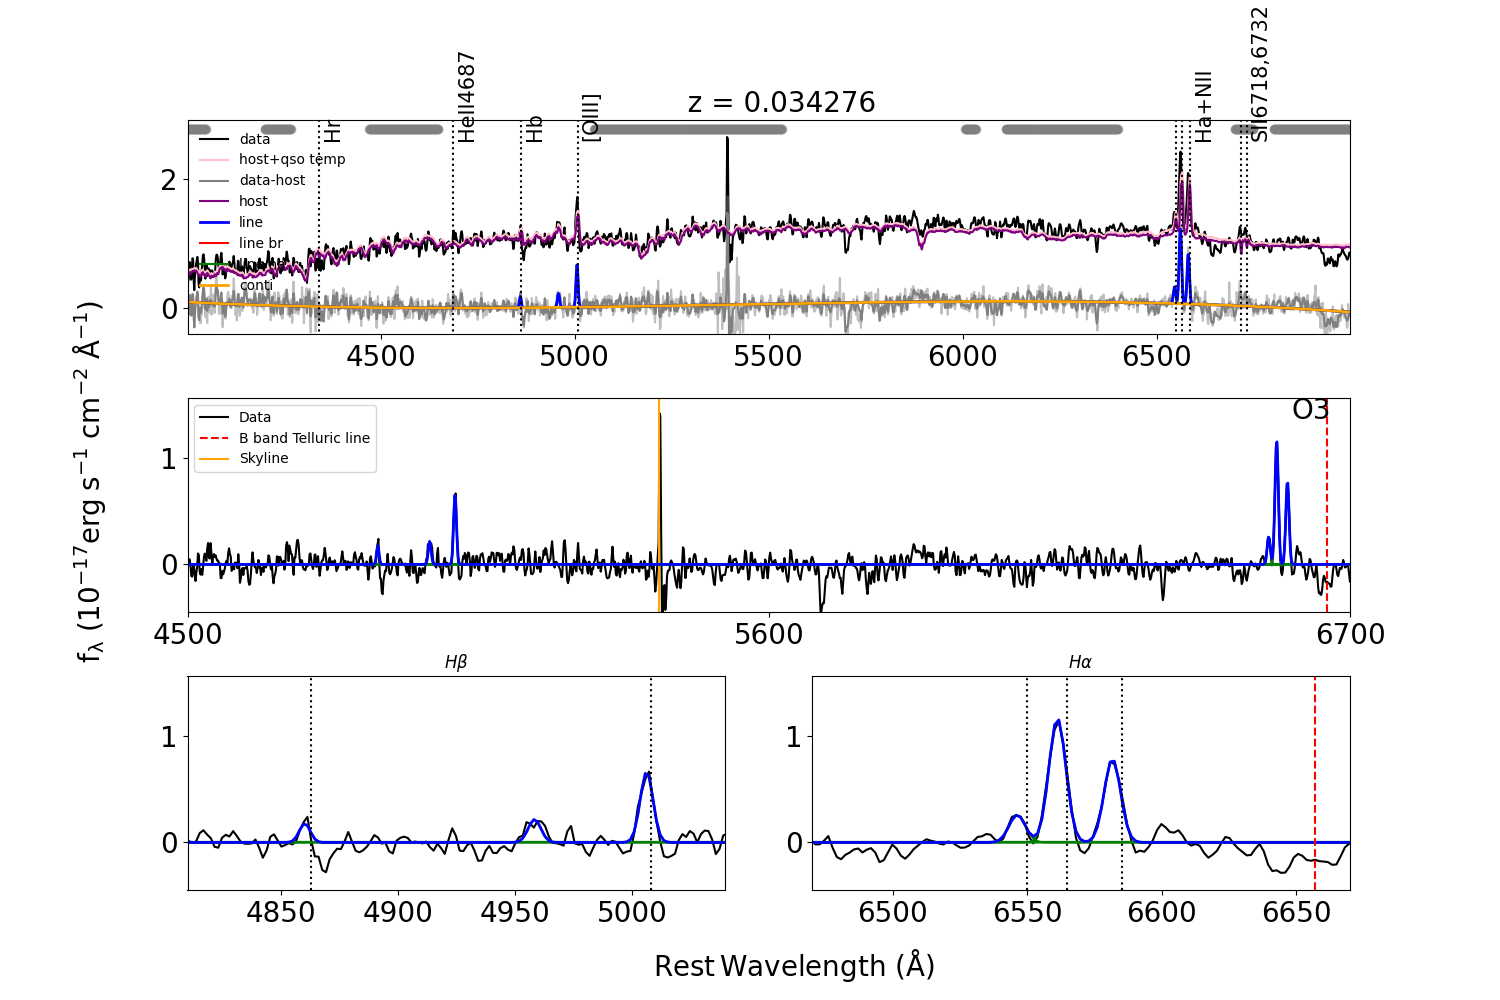 z = 0.034276
Hr
HeII4687
Hb
[OIII]
Ha+NII
SII6718,6732
data
host+qso temp
data-host
host
line
line br
conti
2
0
4500 5000 5500 6000 6500
Data
B band Telluric line
Skyline
O3
1
0
4500 5600 6700
fλ (10−17erg s−1 cm−2 Å−1)
Hβ
1
0
4850 4900 4950 5000
Hα
1
0
6500 6550 6600 6650
Rest Wavelength (Å)